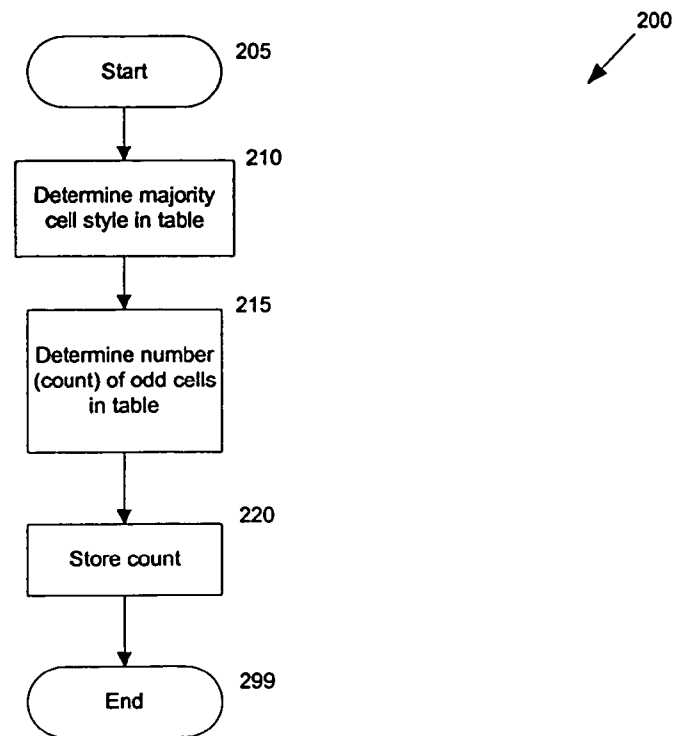 200
205
Start
210
Determine majority
cell style in table
215
Determine number
(count) of odd cells
in table
220
Store count
299
End